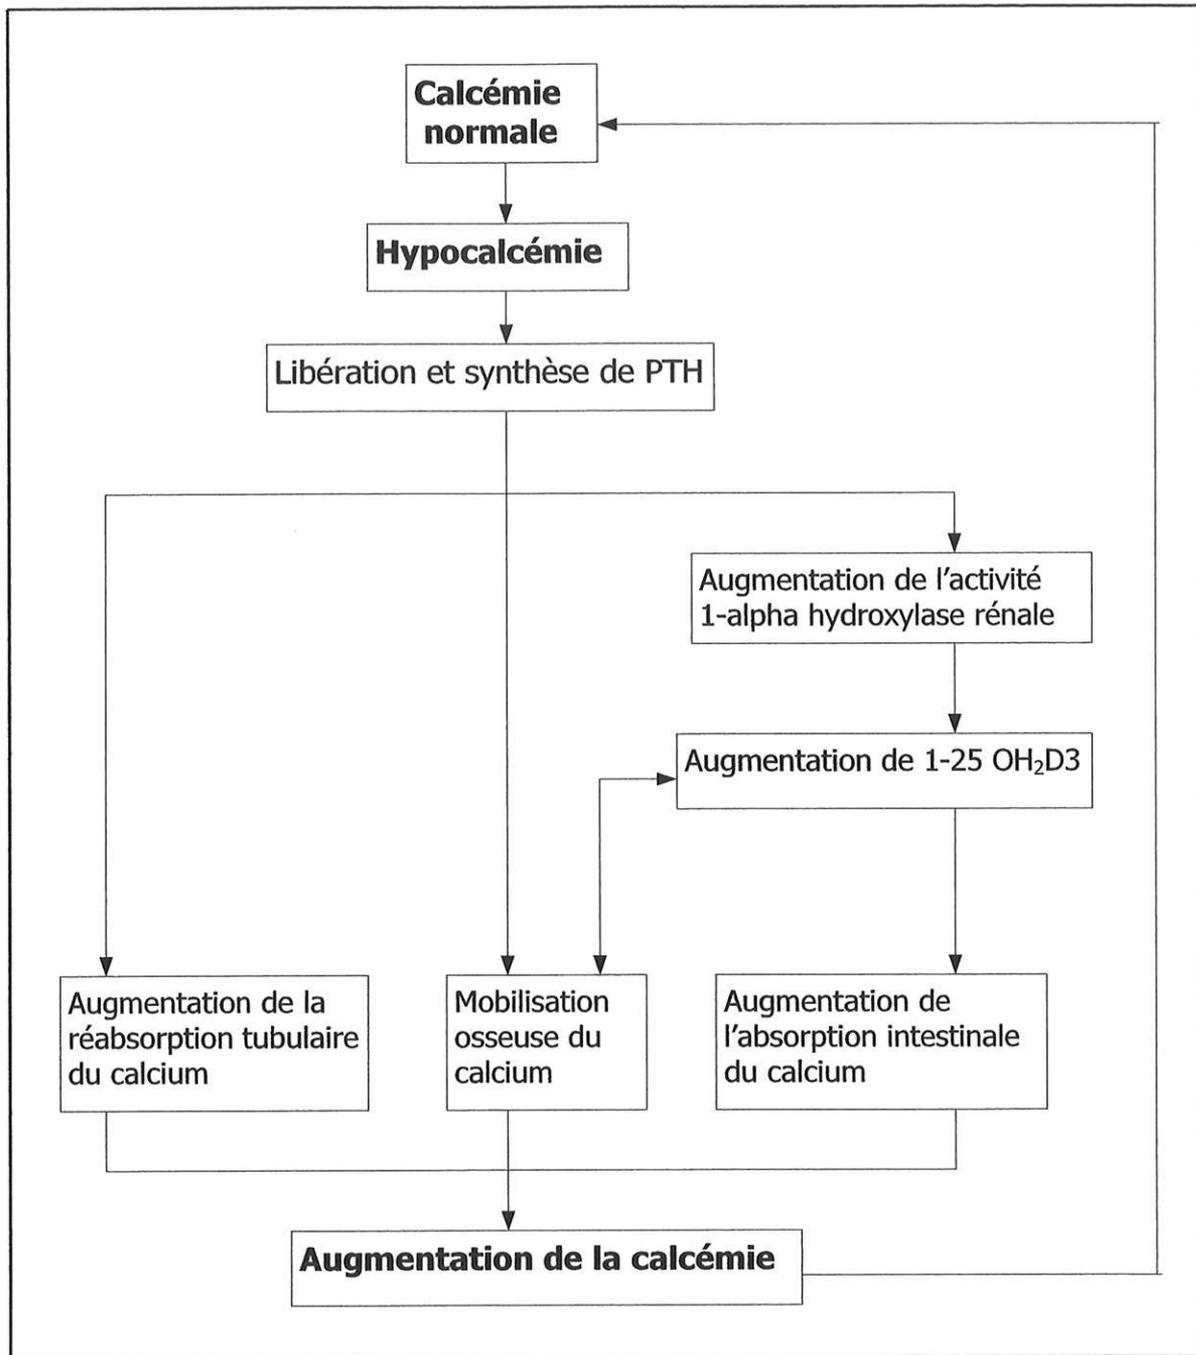 Calcémie
normale
Hypocalcémie
Libération et synthèse de PTH
Augmentation de l'activité
1-alpha hydroxylase rénale
Augmentation de 1-25 OH₂D3
Augmentation de la
réabsorption tubulaire
du calcium
Mobilisation
osseuse du
calcium
Augmentation de
l'absorption intestinale
du calcium
Augmentation de la calcémie